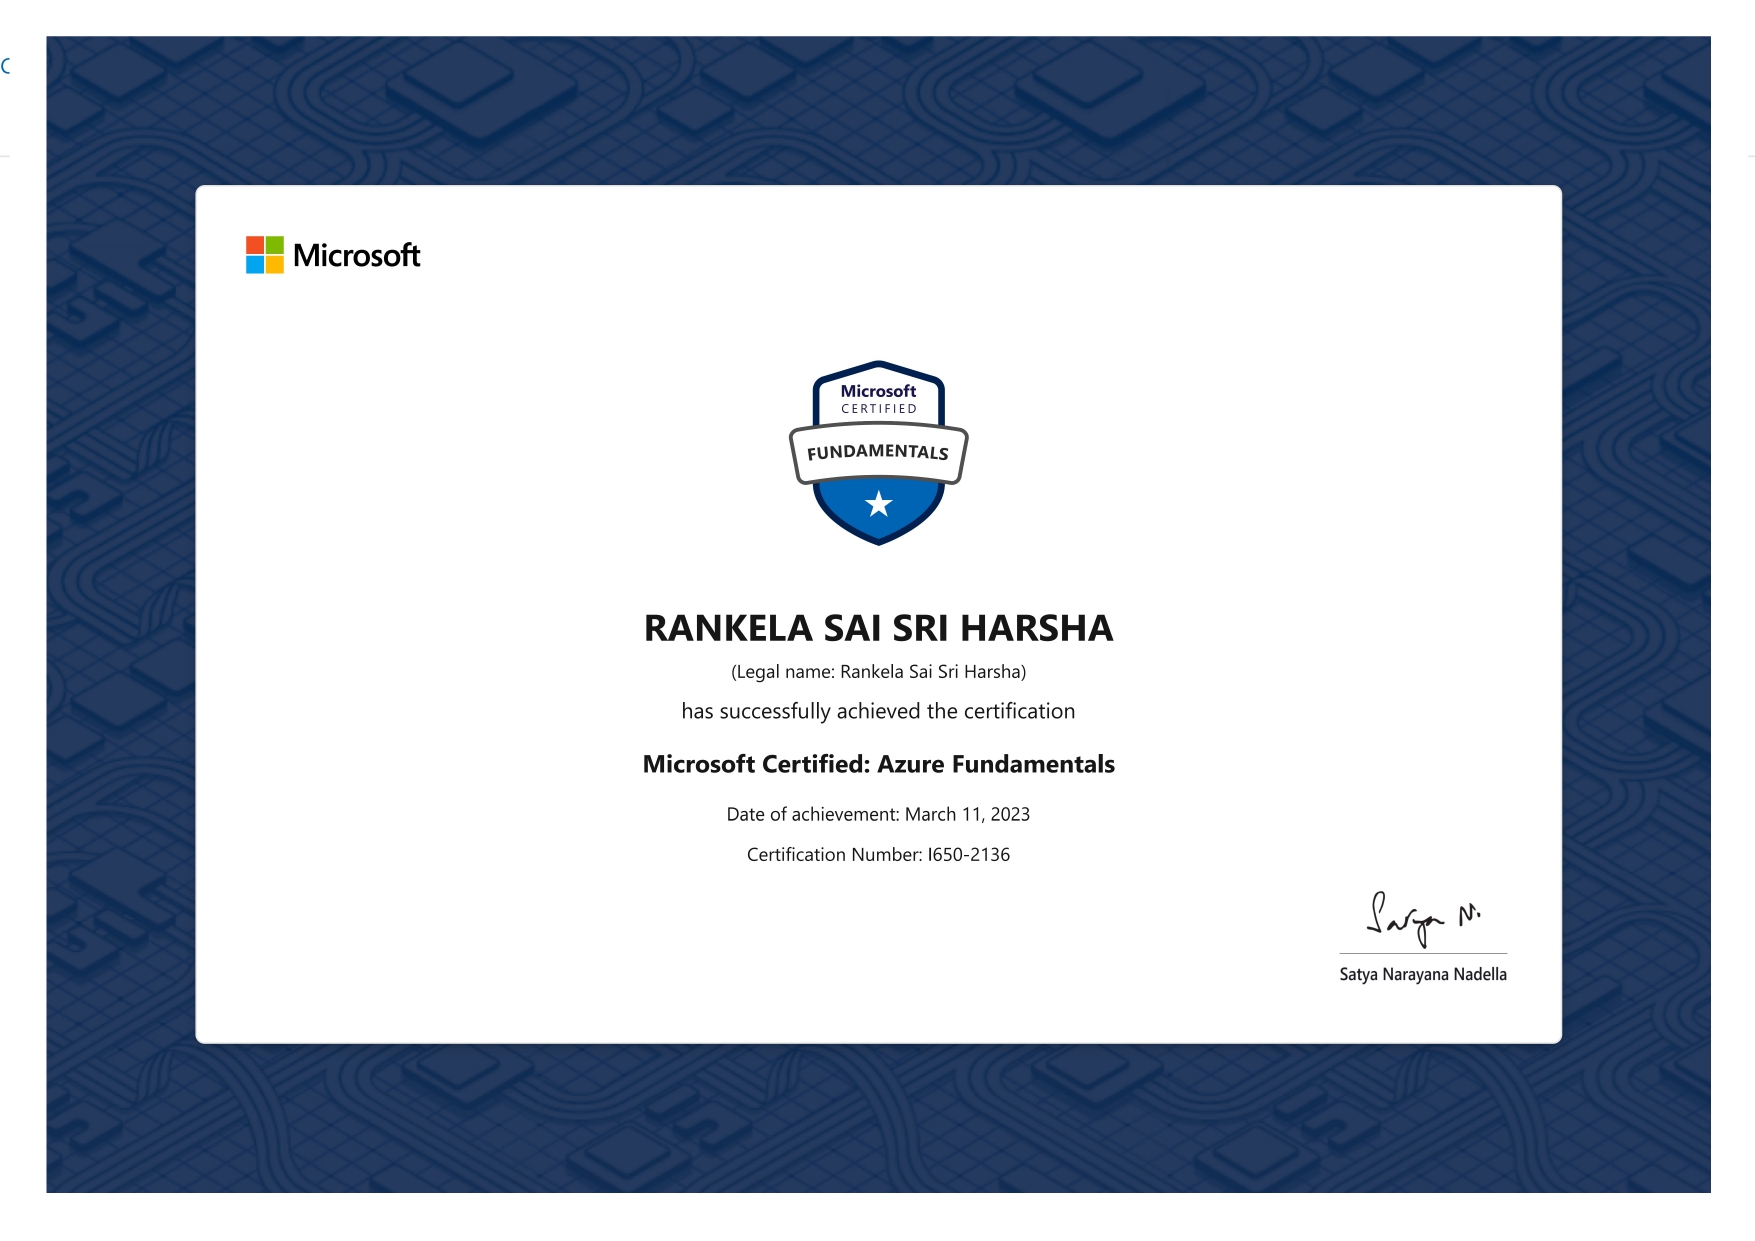 Microsoft
Microsoft
CERTIFIED
FUNDAMENTALS
RANKELA SAI SRI HARSHA
(Legal name: Rankela Sai Sri Harsha)
has successfully achieved the certification
Microsoft Certified: Azure Fundamentals
Date of achievement: March 11, 2023
Certification Number: I650-2136
Satya N.
Satya Narayana Nadella